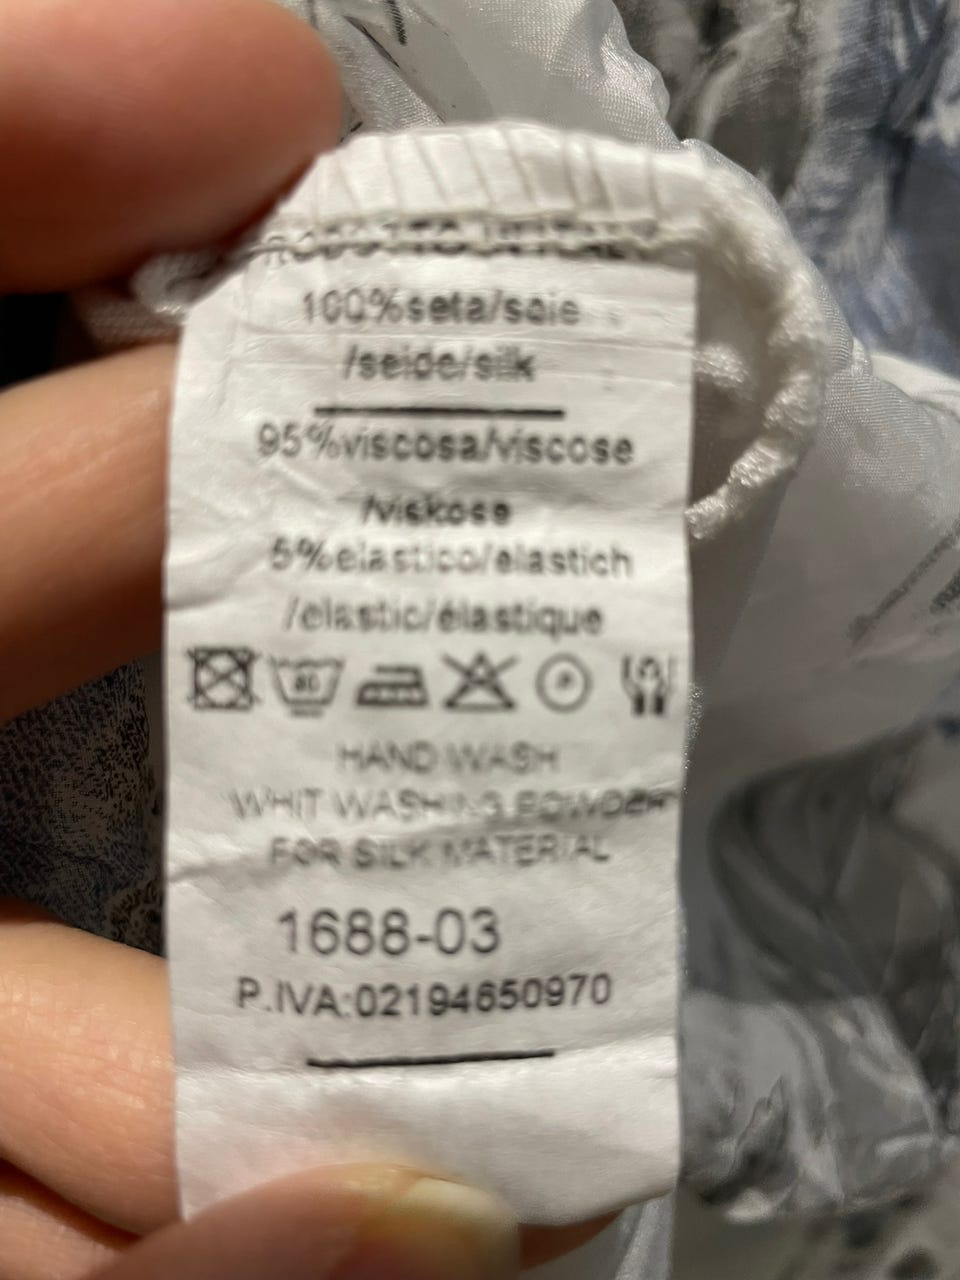 100%seta/soie
/seide/silk
95%viscosa/viscose
/viskose
5%elastico/elastich
/elastic/élastique
HAND WASH
WHIT WASHING POWDER
FOR SILK MATERIAL
1688-03
P.IVA:02194650970